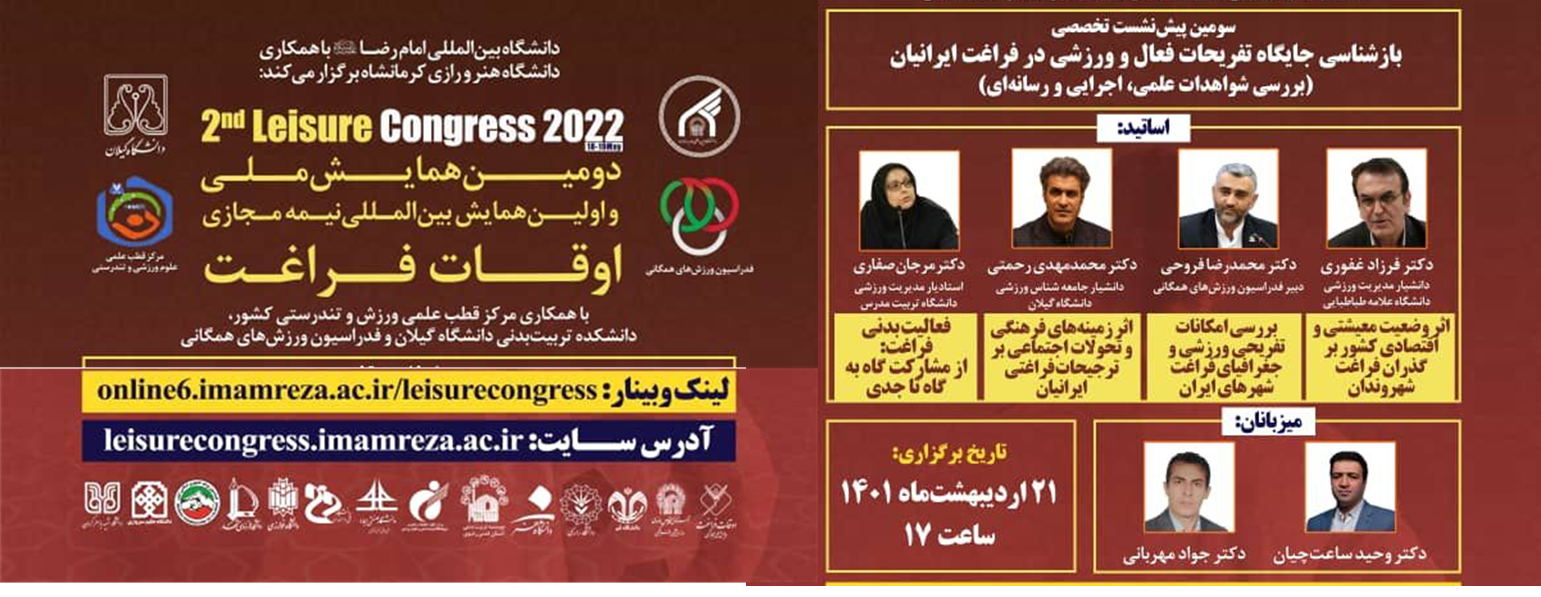 دانشگاه بین‌المللی امام رضا با همکاری
دانشگاه هنر و رازی کرمانشاه برگزار می‌کند:
2nd Leisure Congress 2022
18-19May
دومین همایش ملی
و اولین همایش بین‌المللی نیمه مجازی
اوقات فراغت
دانشگاه گیلان
مرکز قطب علمی
علوم ورزشی و تندرستی
فدراسیون ورزش‌های همگانی
با همکاری مرکز قطب علمی ورزش و تندرستی کشور،
دانشکده تربیت‌بدنی دانشگاه گیلان و فدراسیون ورزش‌های همگانی
لینک وبینار: online6.imamreza.ac.ir/leisurecongress
آدرس سایت: leisurecongress.imamreza.ac.ir
سومین پیش‌نشست تخصصی
بازشناسی جایگاه تفریحات فعال و ورزشی در فراغت ایرانیان
(بررسی شواهدات علمی، اجرایی و رسانه‌ای)
اساتید:
دکتر فرزاد غفوری
دانشیار مدیریت ورزشی
دانشگاه علامه طباطبایی
اثر وضعیت معیشتی و
اقتصادی کشور بر
گذران فراغت
شهروندان
دکتر محمدرضا فروحی
دبیر فدراسیون ورزش‌های همگانی
بررسی امکانات
تفریحی ورزشی و
جغرافیای فراغت
شهرهای ایران
دکتر محمدمهدی رحمتی
دانشیار جامعه شناس ورزشی
دانشگاه گیلان
اثر زمینه‌های فرهنگی
و تحولات اجتماعی بر
ترجیحات فراغتی
ایرانیان
دکتر مرجان صفاری
استادیار مدیریت ورزشی
دانشگاه تربیت مدرس
فعالیت بدنی
فراغت:
از مشارکت گاه به
گاه تا جدی
میزبانان:
دکتر وحید ساعت‌چیان
دکتر جواد مهربانی
تاریخ برگزاری:
۲۱ اردیبهشت‌ماه ۱۴۰۱
ساعت ۱۷